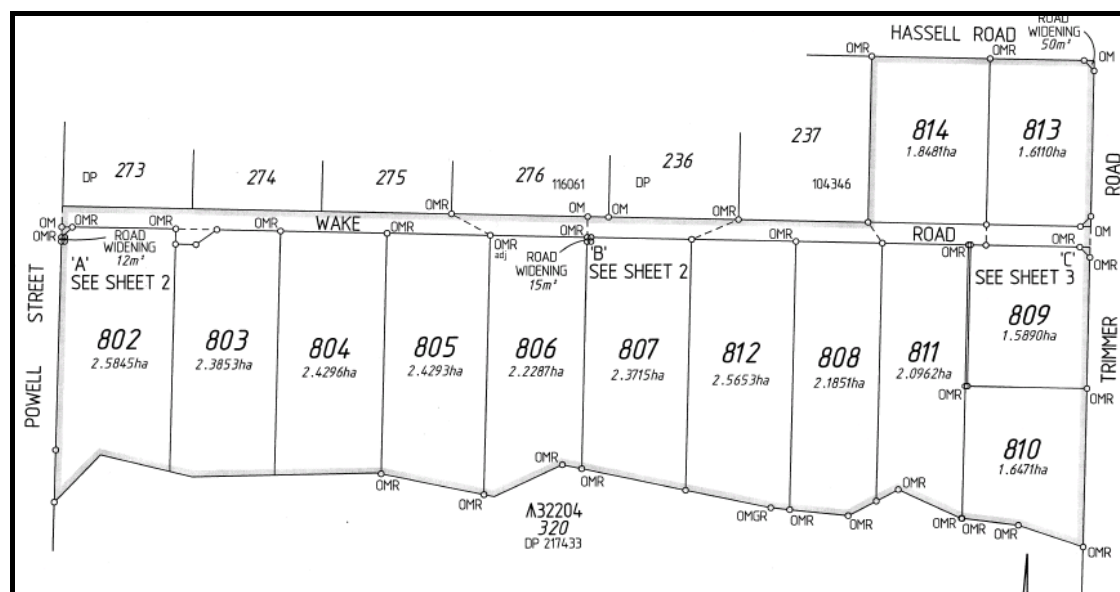 ROAD
WIDENING
50m²
HASSELL ROAD
OMR
OMR
OM
814
1.8481ha
813
1.6110ha
ROAD
DP 273
274
275
276
116061
236
DP
237
104346
OMR
OM
OM
OMR
OM
OM
OMR
OMR
WAKE
ROAD
OMR
OMR
OMR
OMR
adj
OMR
OMR
OMR
OMR
OMR
ROAD
WIDENING
12m²
'A'
SEE SHEET 2
ROAD
WIDENING
15m²
'B'
SEE SHEET 2
'C'
SEE SHEET 3
POWELL STREET
802
2.5845ha
803
2.3853ha
804
2.4296ha
805
2.4293ha
806
2.2287ha
807
2.3715ha
812
2.5653ha
808
2.1851ha
811
2.0962ha
809
1.5890ha
TRIMMER
OMR
OMR
810
1.6471ha
OMR
OMR
OMR
OMR
OMGR
OMR
OMR
OMR
OMR
OMR
OMR
32204
320
DP 217433